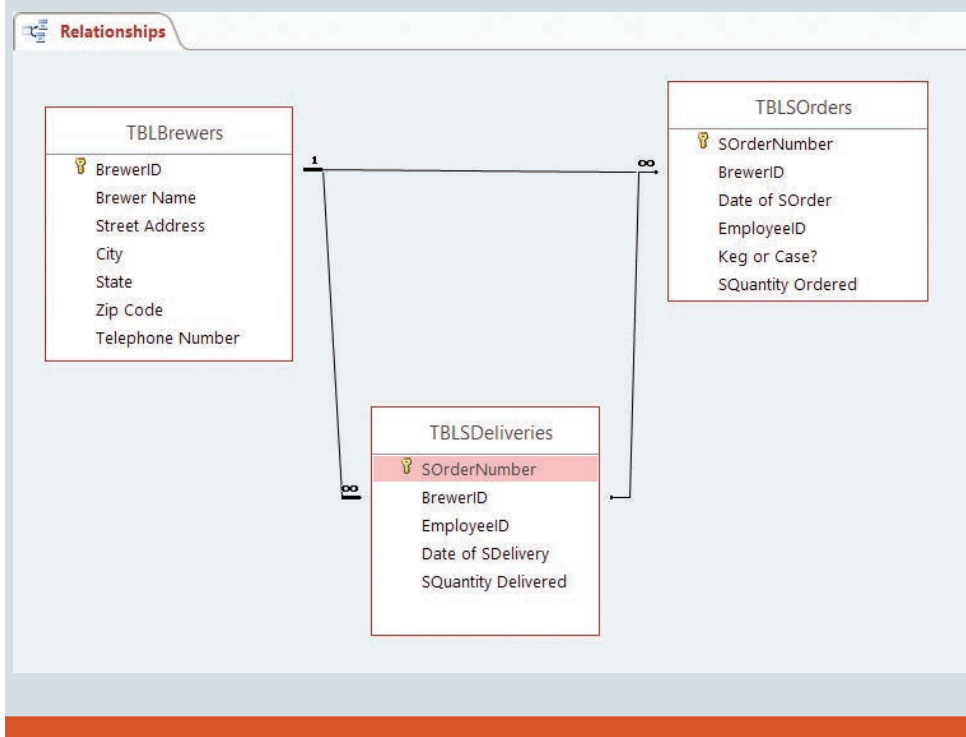 Relationships
TBLBrewers
BrewerID
Brewer Name
Street Address
City
State
Zip Code
Telephone Number
1
∞
TBLSOrders
SOrderNumber
BrewerID
Date of SOrder
EmployeeID
Keg or Case?
SQuantity Ordered
∞
TBLSDeliveries
SOrderNumber
BrewerID
EmployeeID
Date of SDelivery
SQuantity Delivered